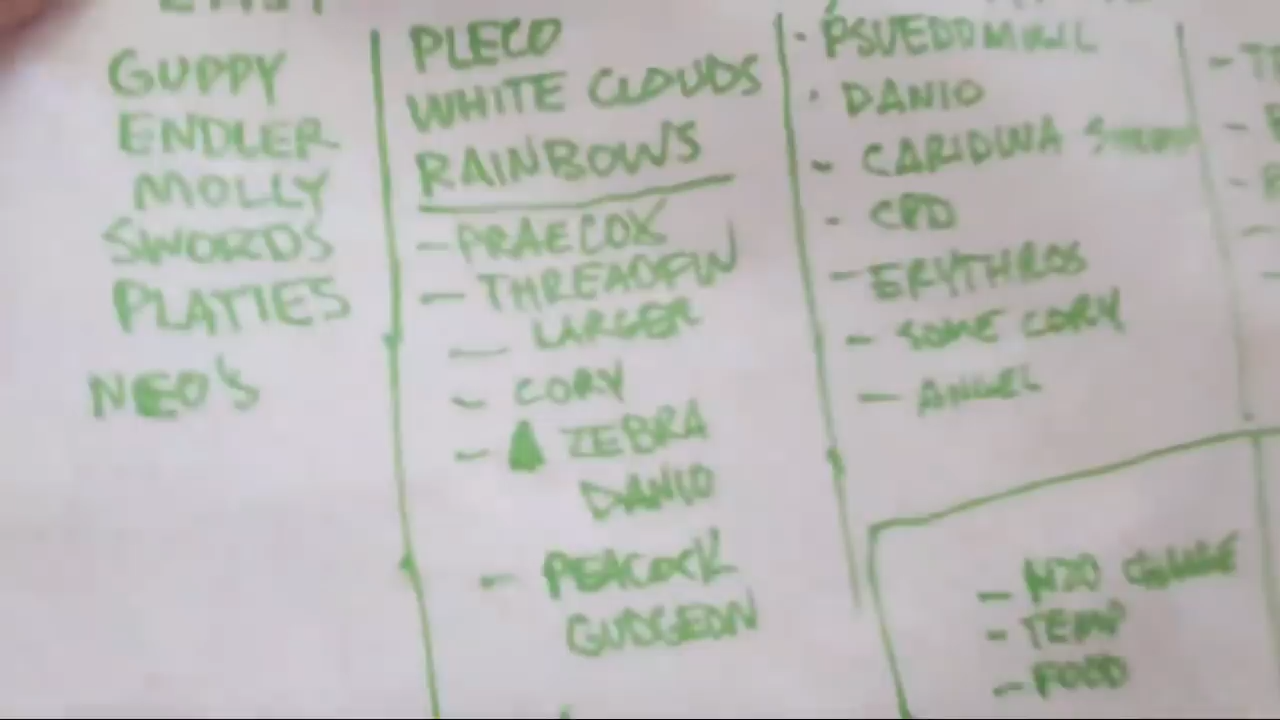 GUPPY
ENDLER
MOLLY
SWORDS
PLATIES
NEO'S
PLECO
WHITE CLOUDS
RAINBOWS
- PRAECOX
- THREADFIN
- LARGER
- CORY
- ZEBRA
DANIO
- PEACOCK
GUDGEON
· PSUEDOMUGIL
· DANIO
- CARIDINA
- CPD
- ERYTHROS
- SOME CORY
- ANGEL
- H2O CHANGE
- TEMP
- FOOD